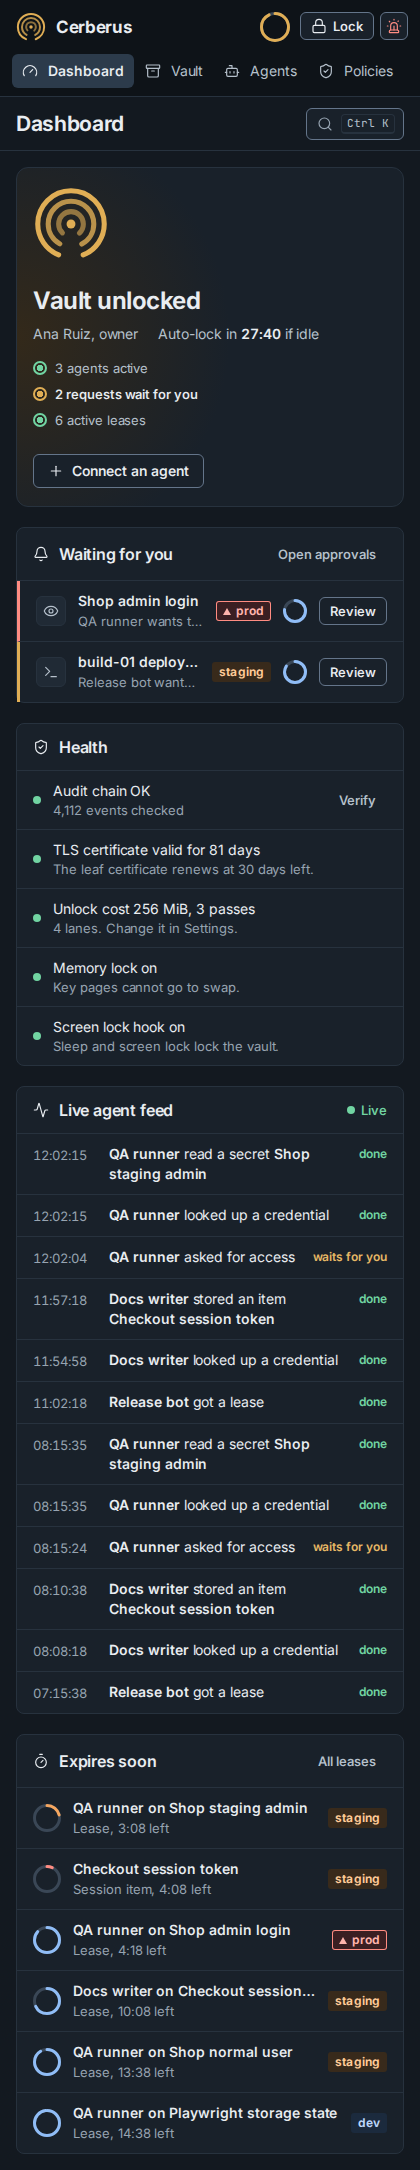 Cerberus
Lock
Dashboard Vault Agents Policies
Dashboard
Ctrl K
Vault unlocked
Ana Ruiz, owner Auto-lock in 27:40 if idle
3 agents active
2 requests wait for you
6 active leases
Connect an agent
Waiting for you Open approvals
Shop admin login
QA runner wants t...
prod
Review
build-01 deploy...
Release bot want...
staging
Review
Health
Audit chain OK
4,112 events checked
Verify
TLS certificate valid for 81 days
The leaf certificate renews at 30 days left.
Unlock cost 256 MiB, 3 passes
4 lanes. Change it in Settings.
Memory lock on
Key pages cannot go to swap.
Screen lock hook on
Sleep and screen lock lock the vault.
Live agent feed Live
12:02:15 QA runner read a secret Shop done
staging admin
12:02:15 QA runner looked up a credential done
12:02:04 QA runner asked for access waits for you
11:57:18 Docs writer stored an item done
Checkout session token
11:54:58 Docs writer looked up a credential done
11:02:18 Release bot got a lease done
08:15:35 QA runner read a secret Shop done
staging admin
08:15:35 QA runner looked up a credential done
08:15:24 QA runner asked for access waits for you
08:10:38 Docs writer stored an item done
Checkout session token
08:08:18 Docs writer looked up a credential done
07:15:38 Release bot got a lease done
Expires soon All leases
QA runner on Shop staging admin
Lease, 3:08 left
staging
Checkout session token
Session item, 4:08 left
staging
QA runner on Shop admin login
Lease, 4:18 left
prod
Docs writer on Checkout session...
Lease, 10:08 left
staging
QA runner on Shop normal user
Lease, 13:38 left
staging
QA runner on Playwright storage state
Lease, 14:38 left
dev